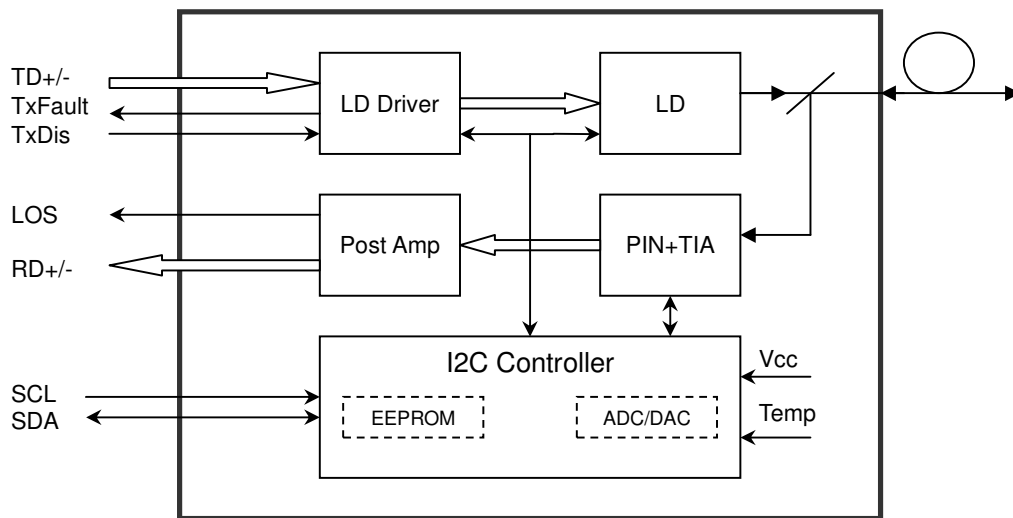 TD+/-
TxFault
TxDis
LD Driver
LD
LOS
RD+/-
Post Amp
PIN+TIA
I2C Controller
SCL
SDA
EEPROM
ADC/DAC
Vcc
Temp